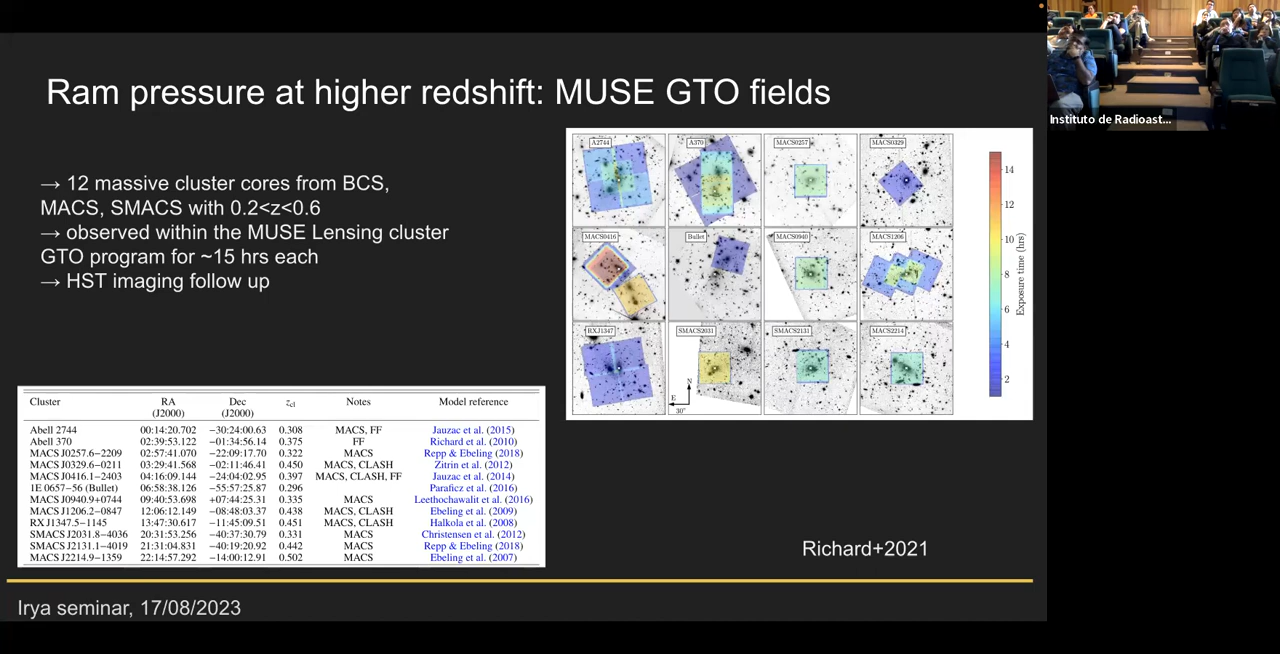 Ram pressure at higher redshift: MUSE GTO fields
→ 12 massive cluster cores from BCS,
MACS, SMACS with 0.2<z<0.6
→ observed within the MUSE Lensing cluster
GTO program for ~15 hrs each
→ HST imaging follow up
A2744 A370 MACS0257 MACS0329
MACS0416 Bullet MACS0940 MACS1206
RXJ1347 SMACS2031 SMACS2131 MACS2214
N
E
30"
14
12
10
8
6
4
2
Exposure time (hrs)
Cluster RA Dec zcl Notes Model reference
(J2000) (J2000)
Abell 2744 00:14:20.702 −30:24:00.63 0.308 MACS, FF Jauzac et al. (2015)
Abell 370 02:39:53.122 −01:34:56.14 0.375 FF Richard et al. (2010)
MACS J0257.6−2209 02:57:41.070 −22:09:17.70 0.322 MACS Repp & Ebeling (2018)
MACS J0329.6−0211 03:29:41.568 −02:11:46.41 0.450 MACS, CLASH Zitrin et al. (2012)
MACS J0416.1−2403 04:16:09.144 −24:04:02.95 0.397 MACS, CLASH, FF Jauzac et al. (2014)
1E 0657−56 (Bullet) 06:58:38.126 −55:57:25.87 0.296 Paraficz et al. (2016)
MACS J0940.9+0744 09:40:53.698 +07:44:25.31 0.335 MACS Leethochawalit et al. (2016)
MACS J1206.2−0847 12:06:12.149 −08:48:03.37 0.438 MACS, CLASH Ebeling et al. (2009)
RX J1347.5−1145 13:47:30.617 −11:45:09.51 0.451 MACS, CLASH Halkola et al. (2008)
SMACS J2031.8−4036 20:31:53.256 −40:37:30.79 0.331 MACS Christensen et al. (2012)
SMACS J2131.1−4019 21:31:04.831 −40:19:20.92 0.442 MACS Repp & Ebeling (2018)
MACS J2214.9−1359 22:14:57.292 −14:00:12.91 0.502 MACS Ebeling et al. (2007)
Richard+2021
Irya seminar, 17/08/2023
Instituto de Radioast...